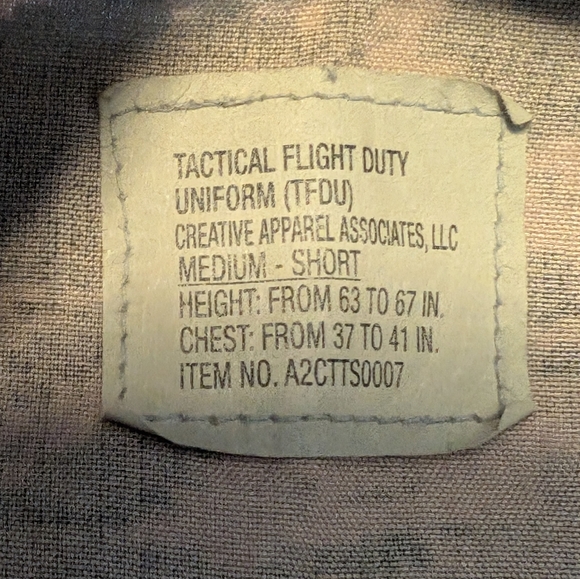 TACTICAL FLIGHT DUTY
UNIFORM (TFDU)
CREATIVE APPAREL ASSOCIATES, LLC
MEDIUM - SHORT
HEIGHT: FROM 63 TO 67 IN.
CHEST: FROM 37 TO 41 IN.
ITEM NO. A2CTTS0007